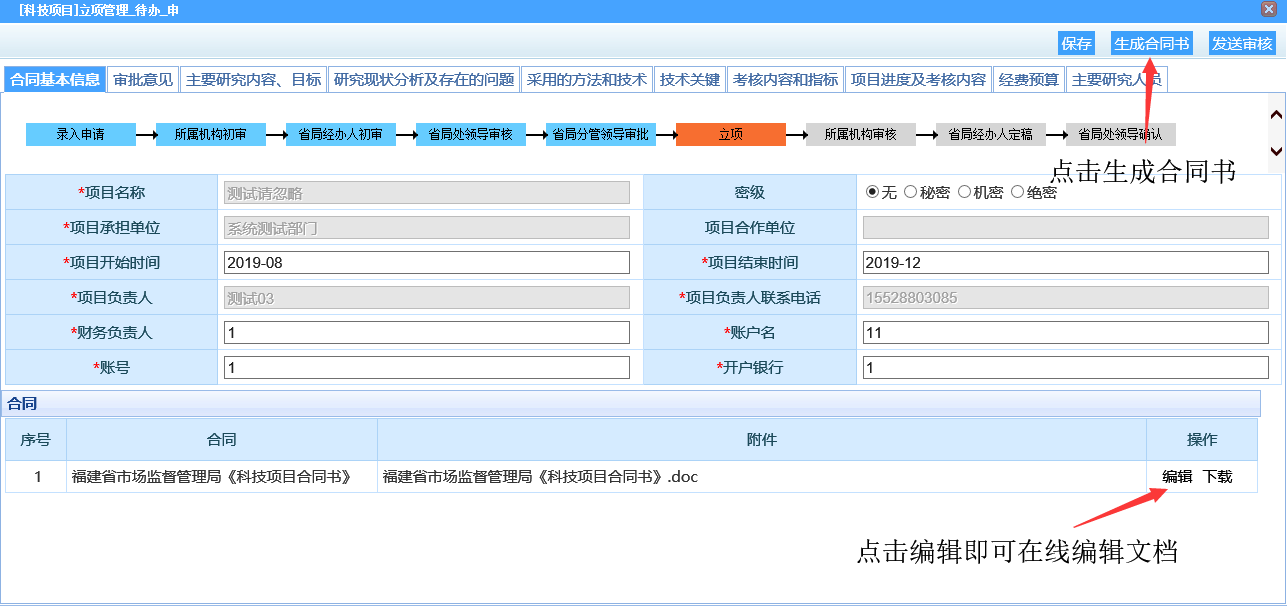 [科技项目]立项管理_待办_申
保存 生成合同书 发送审核
合同基本信息 审批意见 主要研究内容、目标 研究现状分析及存在的问题 采用的方法和技术 技术关键 考核内容和指标 项目进度及考核内容 经费预算 主要研究人员
录入申请 所属机构初审 省局经办人初审 省局处领导审核 省局分管领导审批 立项 所属机构审核 省局经办人定稿 省局处领导确认
点击生成合同书
*项目名称 测试请忽略 密级 无 秘密 机密 绝密
*项目承担单位 系统测试部门 项目合作单位
*项目开始时间 2019-08 *项目结束时间 2019-12
*项目负责人 测试03 *项目负责人联系电话 15528803085
*财务负责人 1 *账户名 11
*账号 1 *开户银行 1
合同
序号 合同 附件 操作
1 福建省市场监督管理局《科技项目合同书》 福建省市场监督管理局《科技项目合同书》.doc 编辑 下载
点击编辑即可在线编辑文档